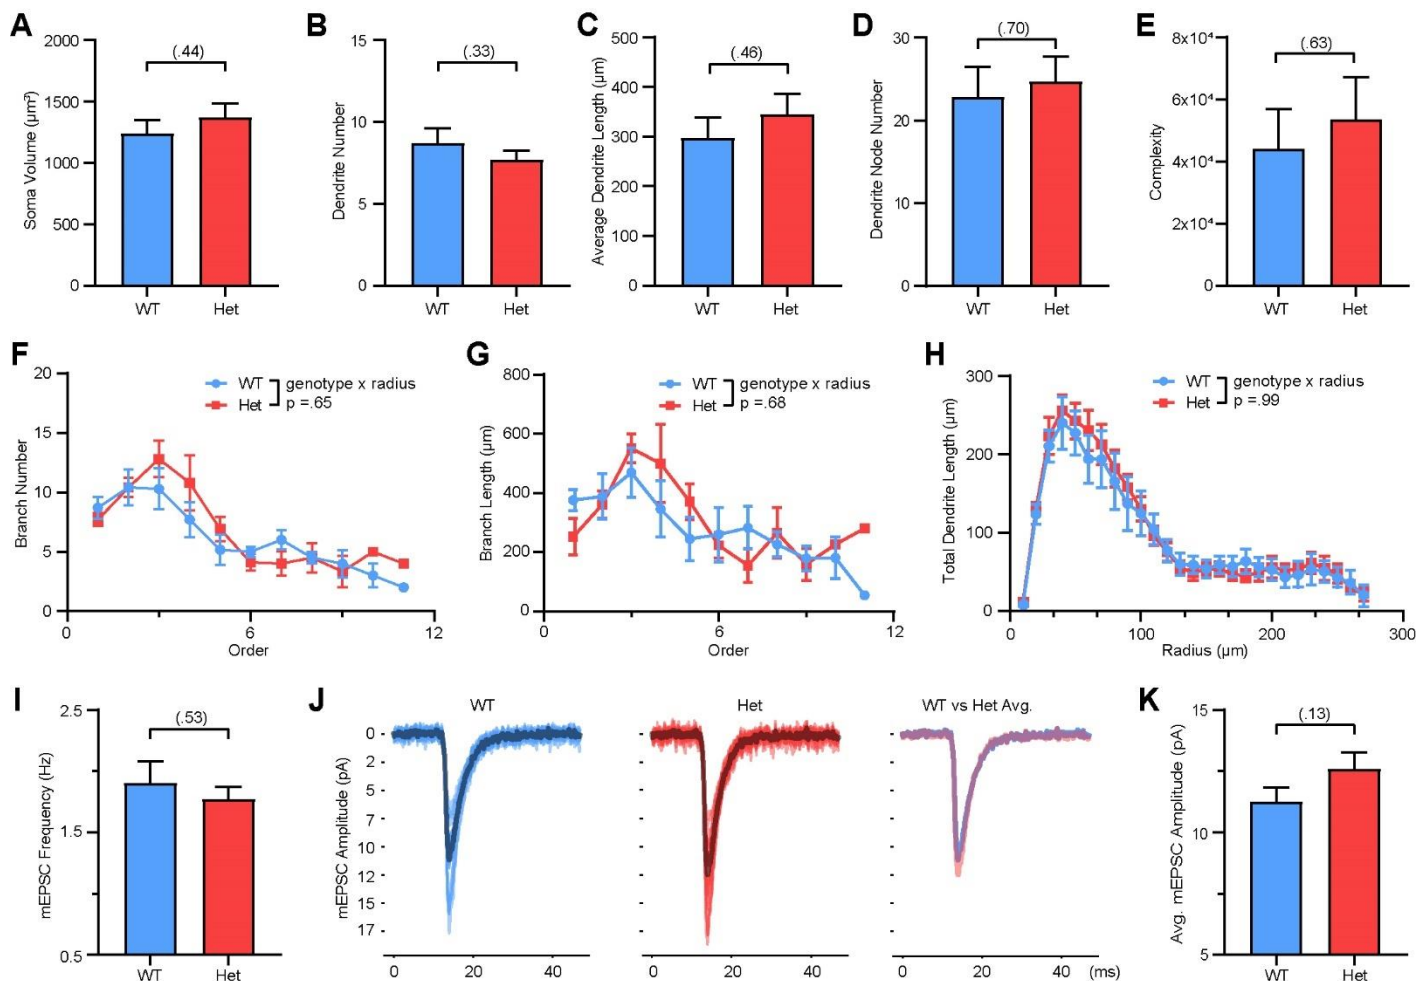 A
Soma Volume (µm³)
2000
1500
1000
500
0
(.44)
WT
Het
B
Dendrite Number
15
10
5
0
(.33)
WT
Het
C
Average Dendrite Length (µm)
500
400
300
200
100
0
(.46)
WT
Het
D
Dendrite Node Number
30
20
10
0
(.70)
WT
Het
E
Complexity
8x10⁴
6x10⁴
4x10⁴
2x10⁴
0
(.63)
WT
Het
F
Branch Number
20
15
10
5
0
WT
Het
genotype x radius
p =.65
0
6
12
Order
G
Branch Length (µm)
800
600
400
200
0
WT
Het
genotype x radius
p =.68
0
6
12
Order
H
Total Dendrite Length (µm)
300
200
100
0
WT
Het
genotype x radius
p =.99
0
100
200
300
Radius (µm)
I
mEPSC Frequency (Hz)
2.5
1.5
0.5
(.53)
WT
Het
J
mEPSC Amplitude (pA)
0
2
5
7
10
12
15
17
WT
0
20
40
Het
0
20
40
WT vs Het Avg.
0
20
40
(ms)
K
Avg. mEPSC Amplitude (pA)
15
10
5
(.13)
WT
Het